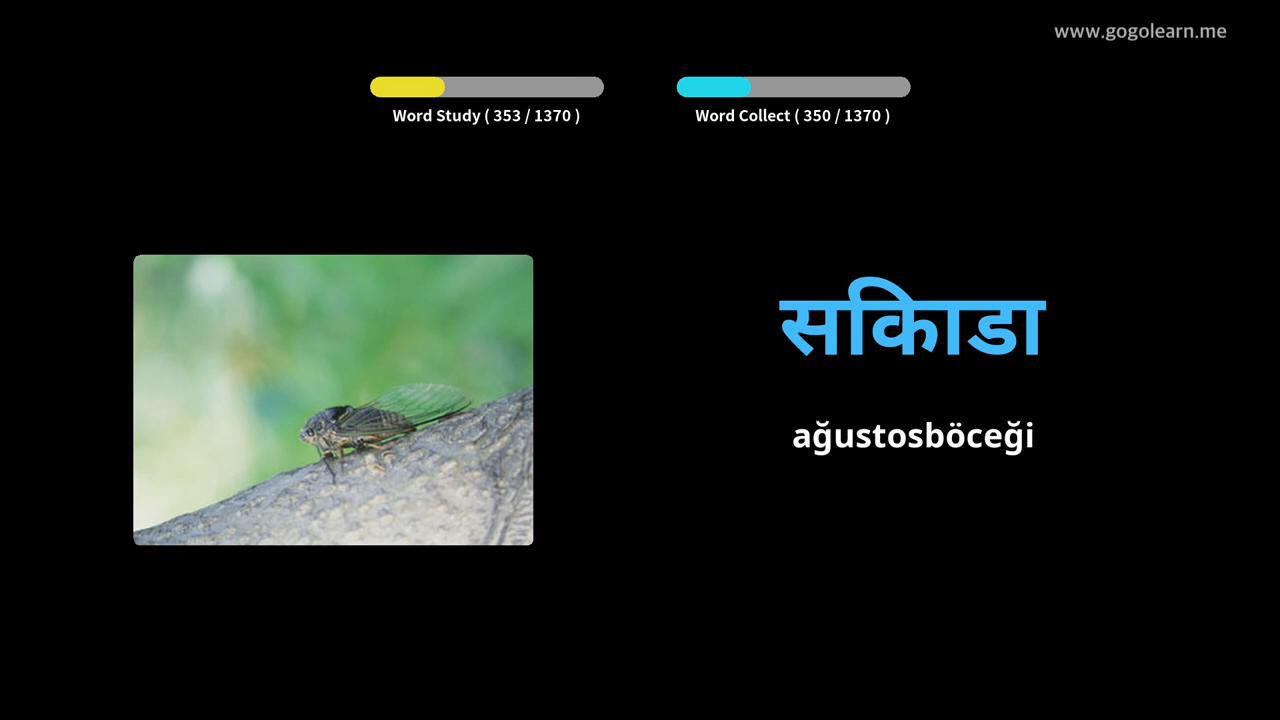 www.gogolearn.me
Word Study ( 353 / 1370 )
Word Collect ( 350 / 1370 )
सकिाडा
ağustosböceği